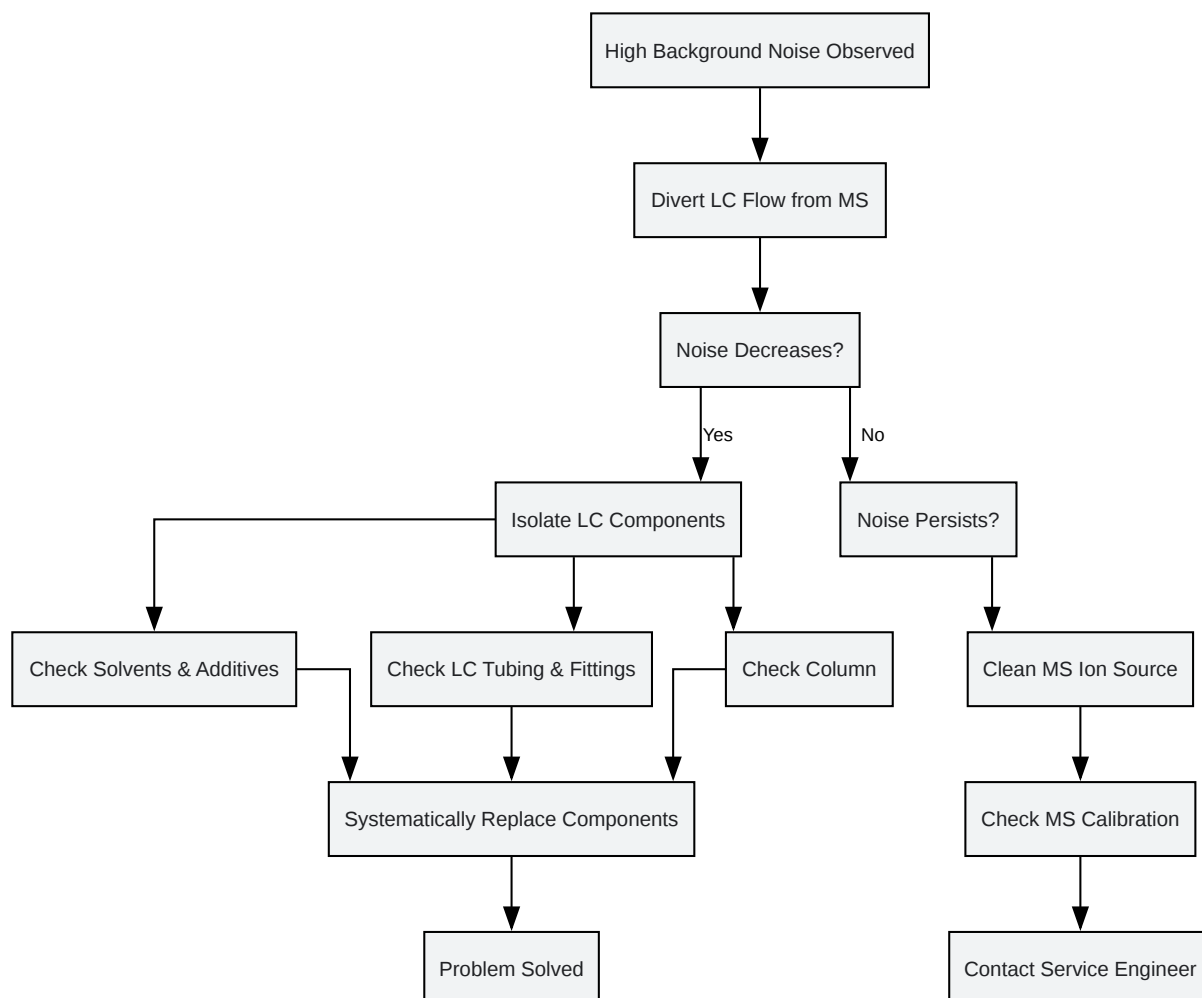 High Background Noise Observed
Divert LC Flow from MS
Noise Decreases?
Yes
No
Isolate LC Components
Noise Persists?
Check Solvents & Additives
Check LC Tubing & Fittings
Check Column
Clean MS Ion Source
Systematically Replace Components
Check MS Calibration
Problem Solved
Contact Service Engineer